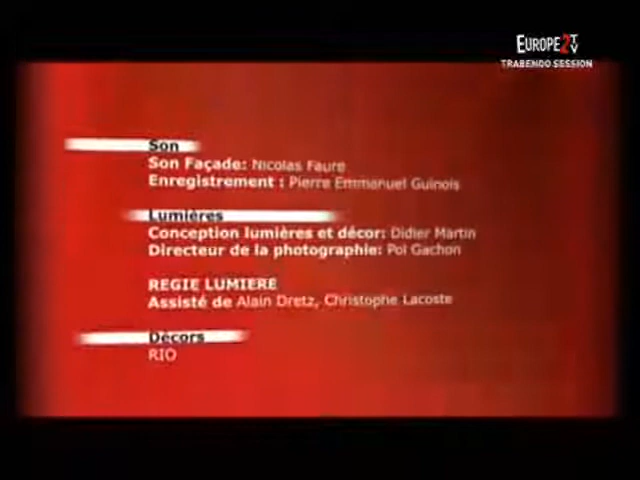 EUROPE2TV
TRABENDO SESSION
Son
Son Façade: Nicolas Faure
Enregistrement : Pierre Emmanuel Guinois
Lumières
Conception lumières et décor: Didier Martin
Directeur de la photographie: Pol Gachon
REGIE LUMIERE
Assisté de Alain Dretz, Christophe Lacoste
Décors
RIO